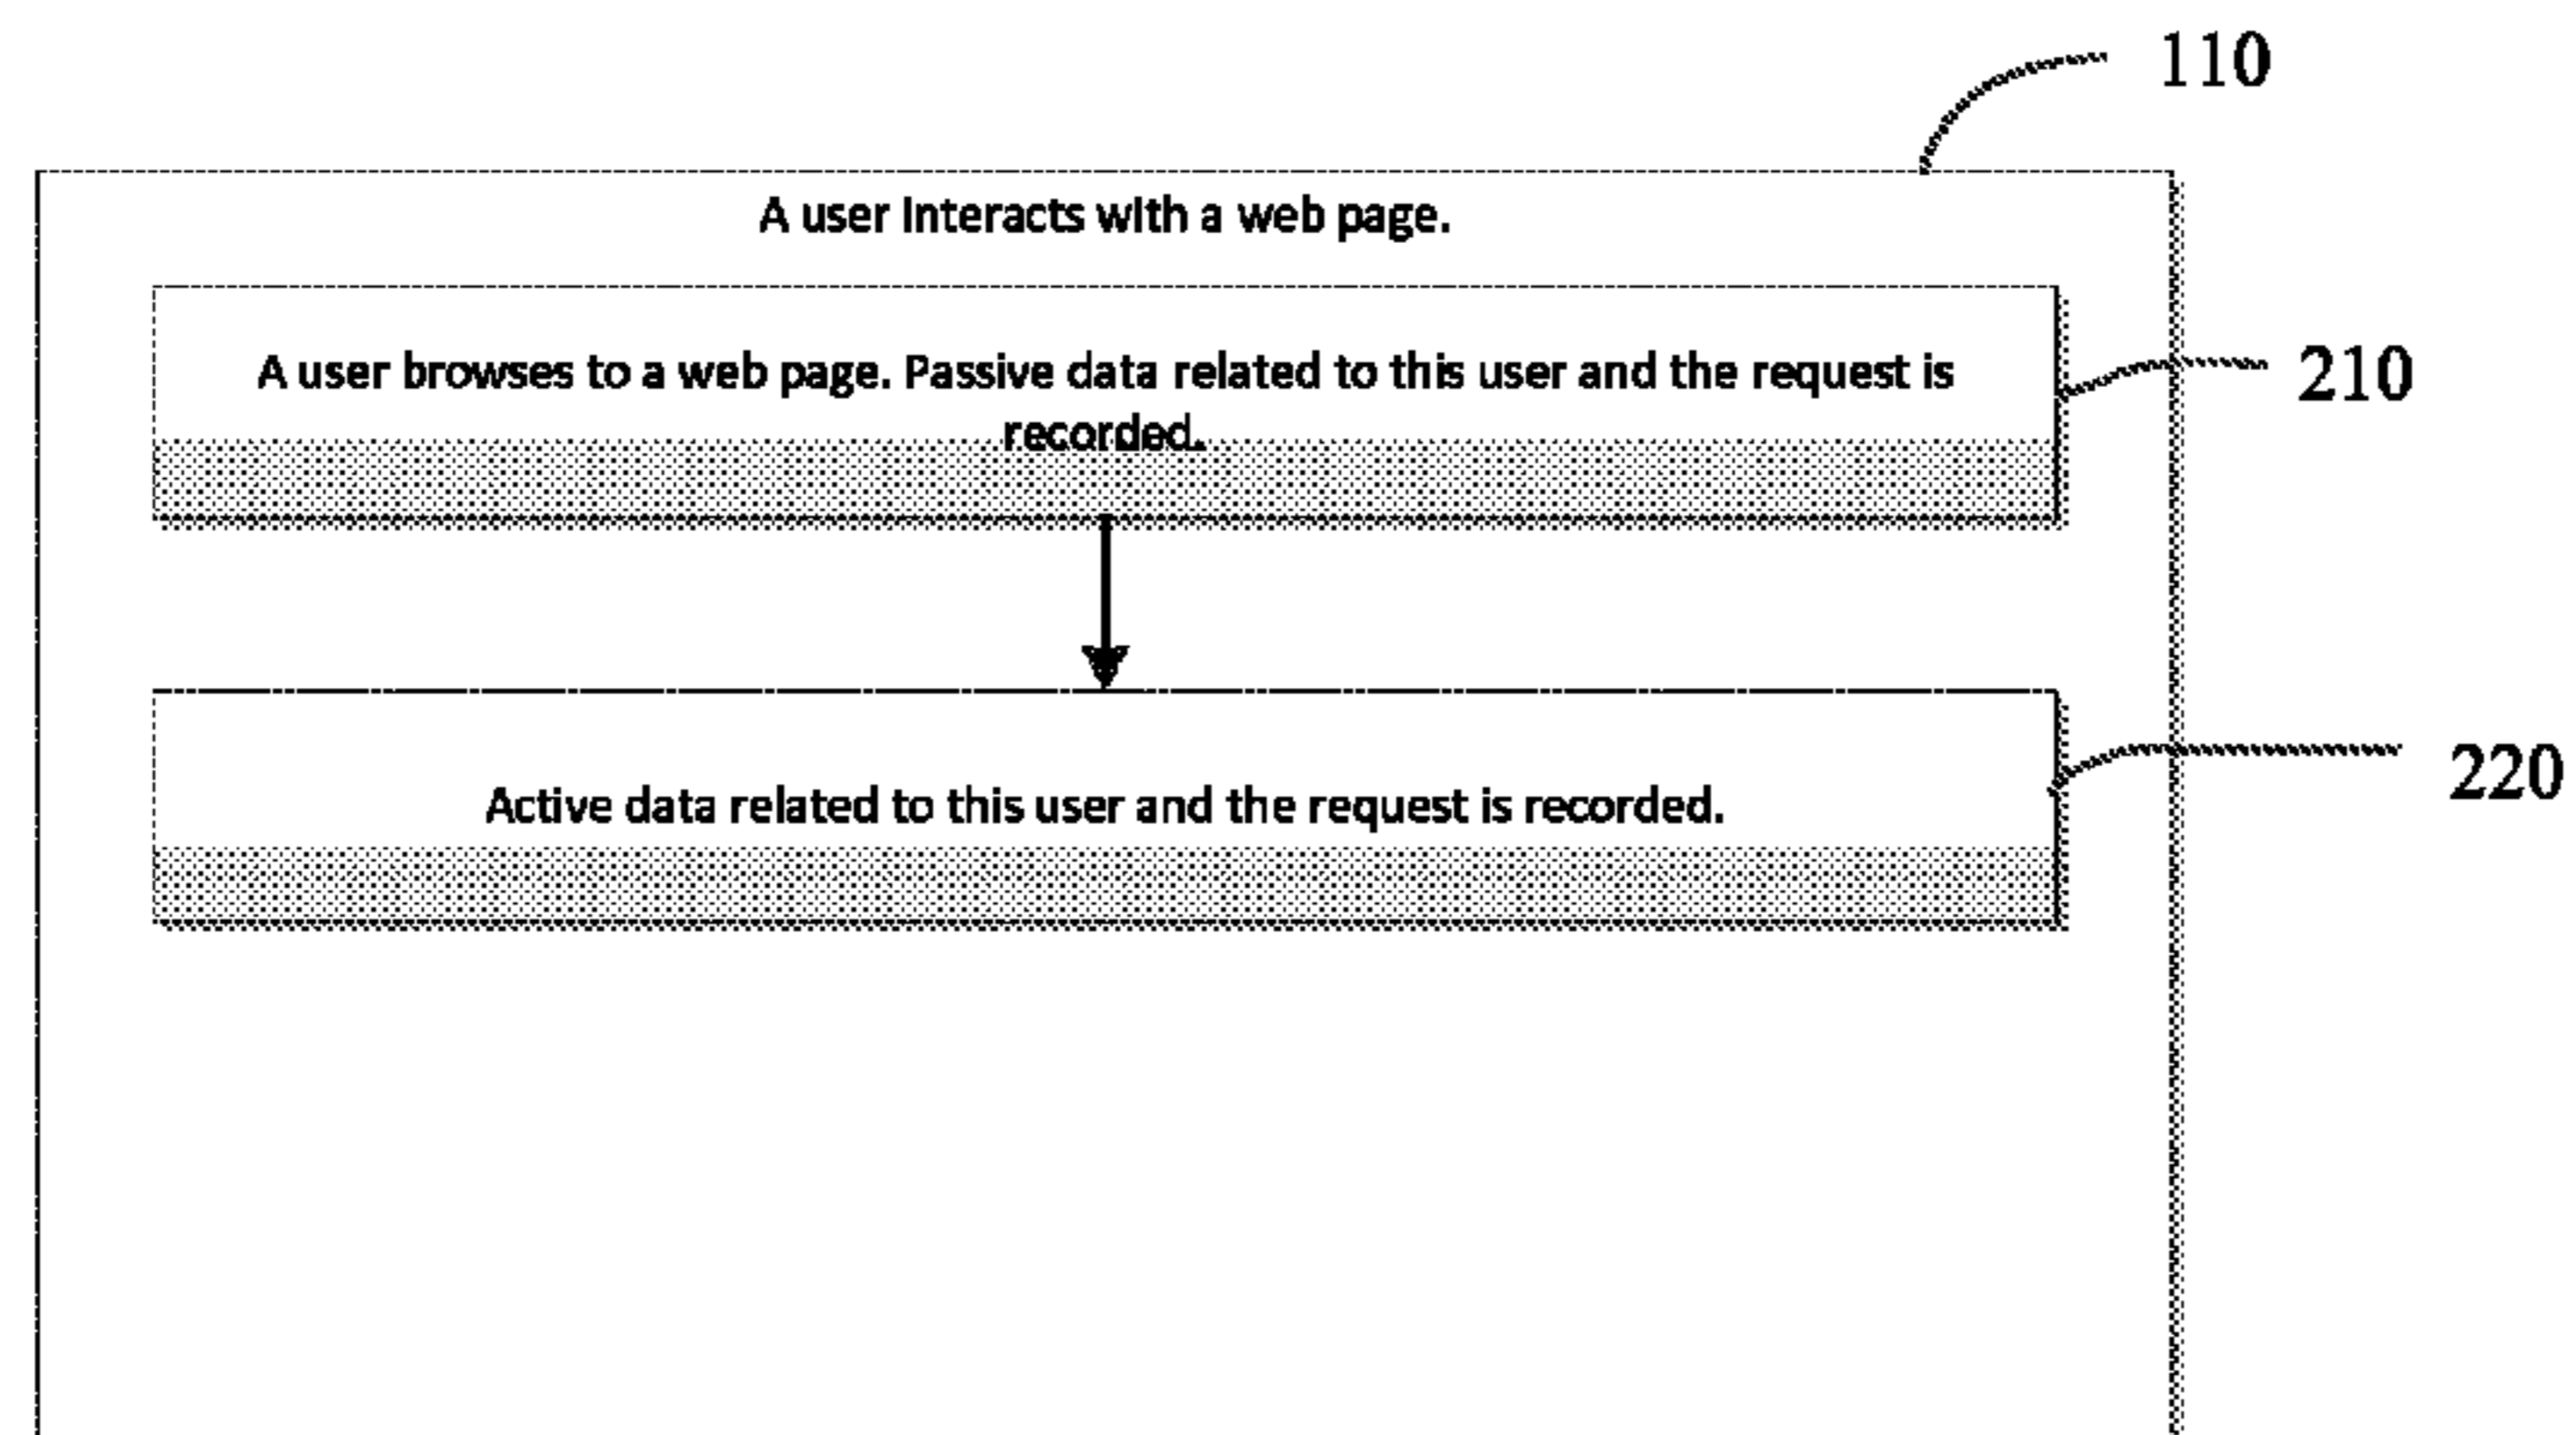 110
A user interacts with a web page.
A user browses to a web page. Passive data related to this user and the request is
recorded.
210
Active data related to this user and the request is recorded.
220